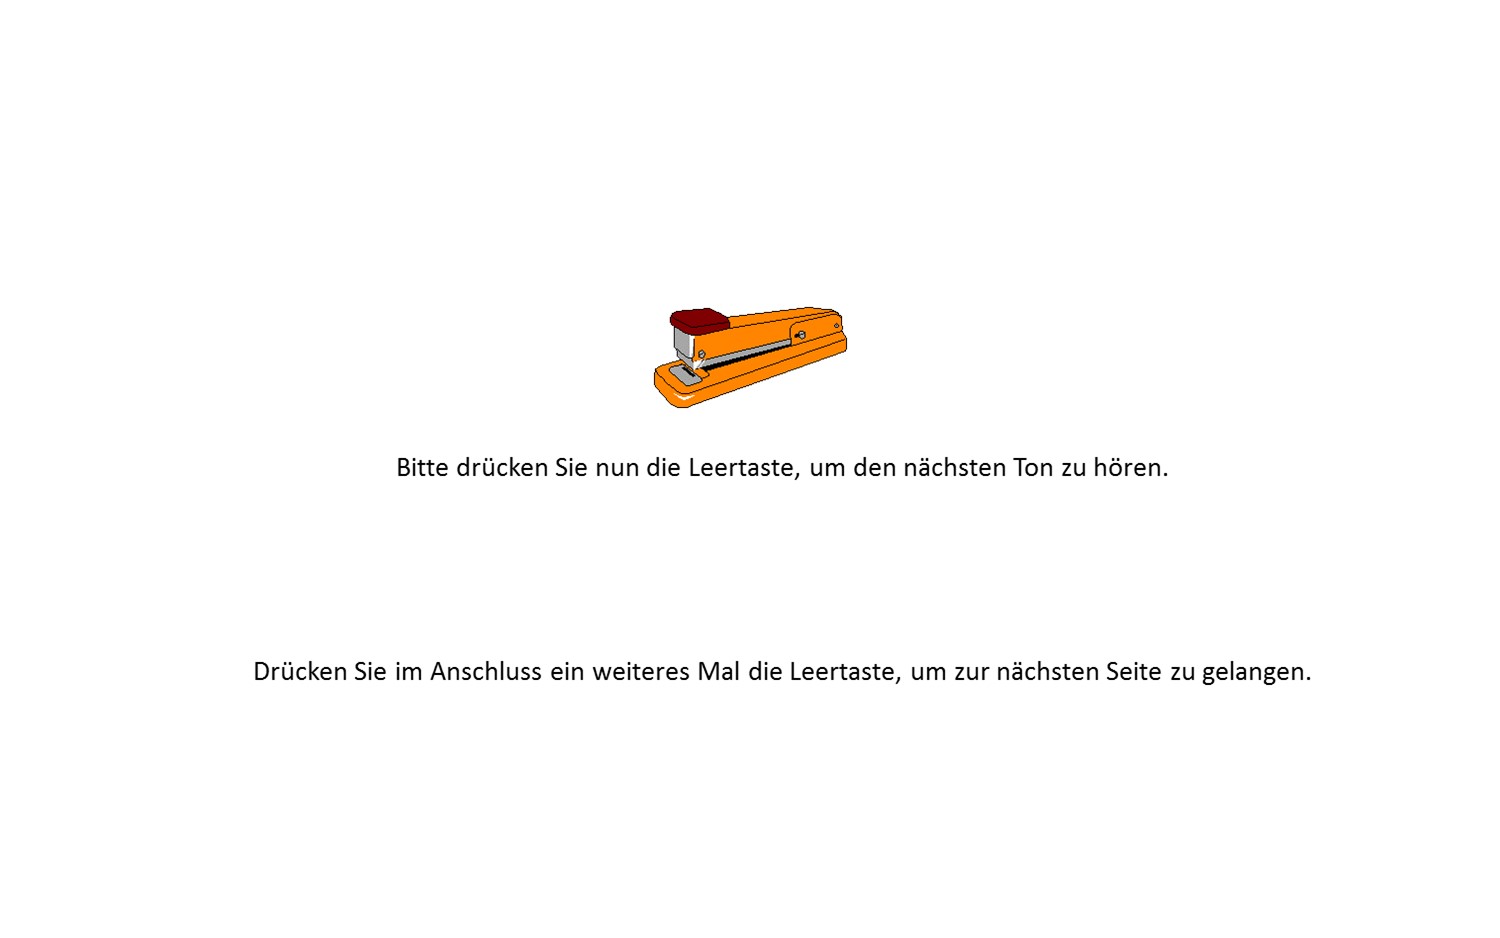 Bitte drücken Sie nun die Leertaste, um den nächsten Ton zu hören.
Drücken Sie im Anschluss ein weiteres Mal die Leertaste, um zur nächsten Seite zu gelangen.